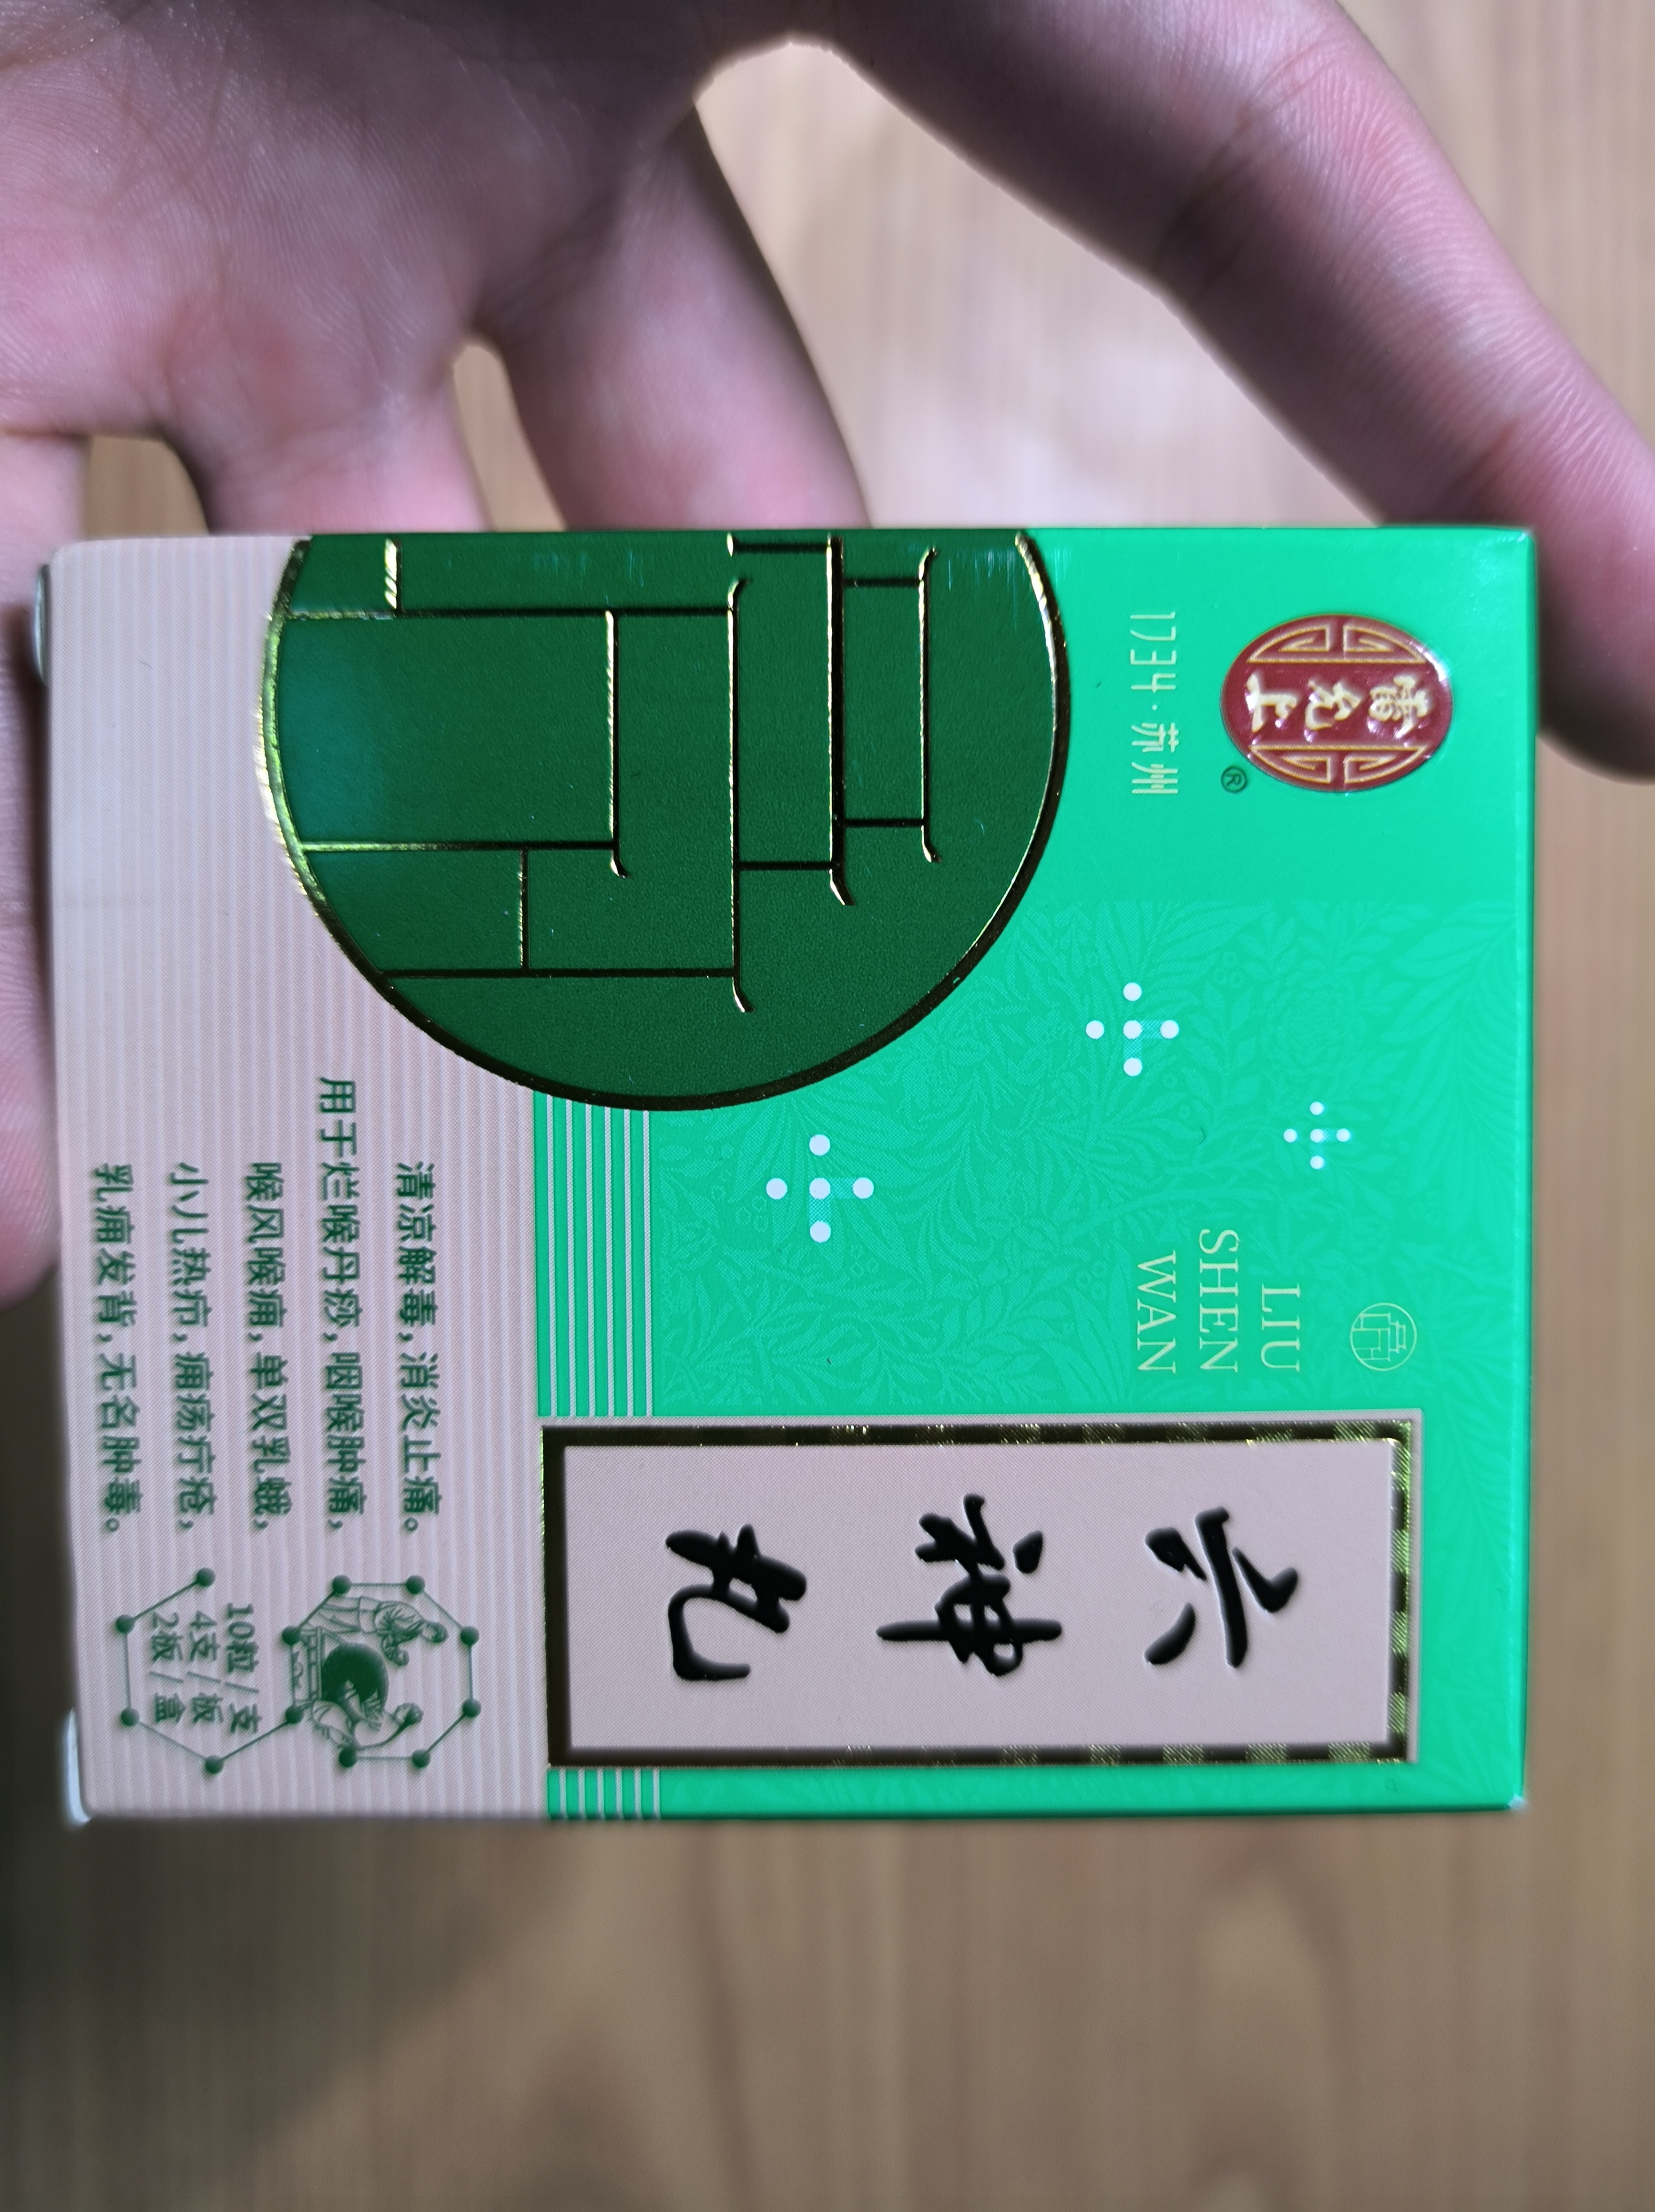 雷允上
®
1734·苏州
LIU
SHEN
WAN
六神丸
清凉解毒，消炎止痛。
用于烂喉丹痧，咽喉肿痛，
喉风喉痈，单双乳蛾，
小儿热疖，痈疡疔疮，
乳痈发背，无名肿毒。
10粒/支
4支/板
2板/盒